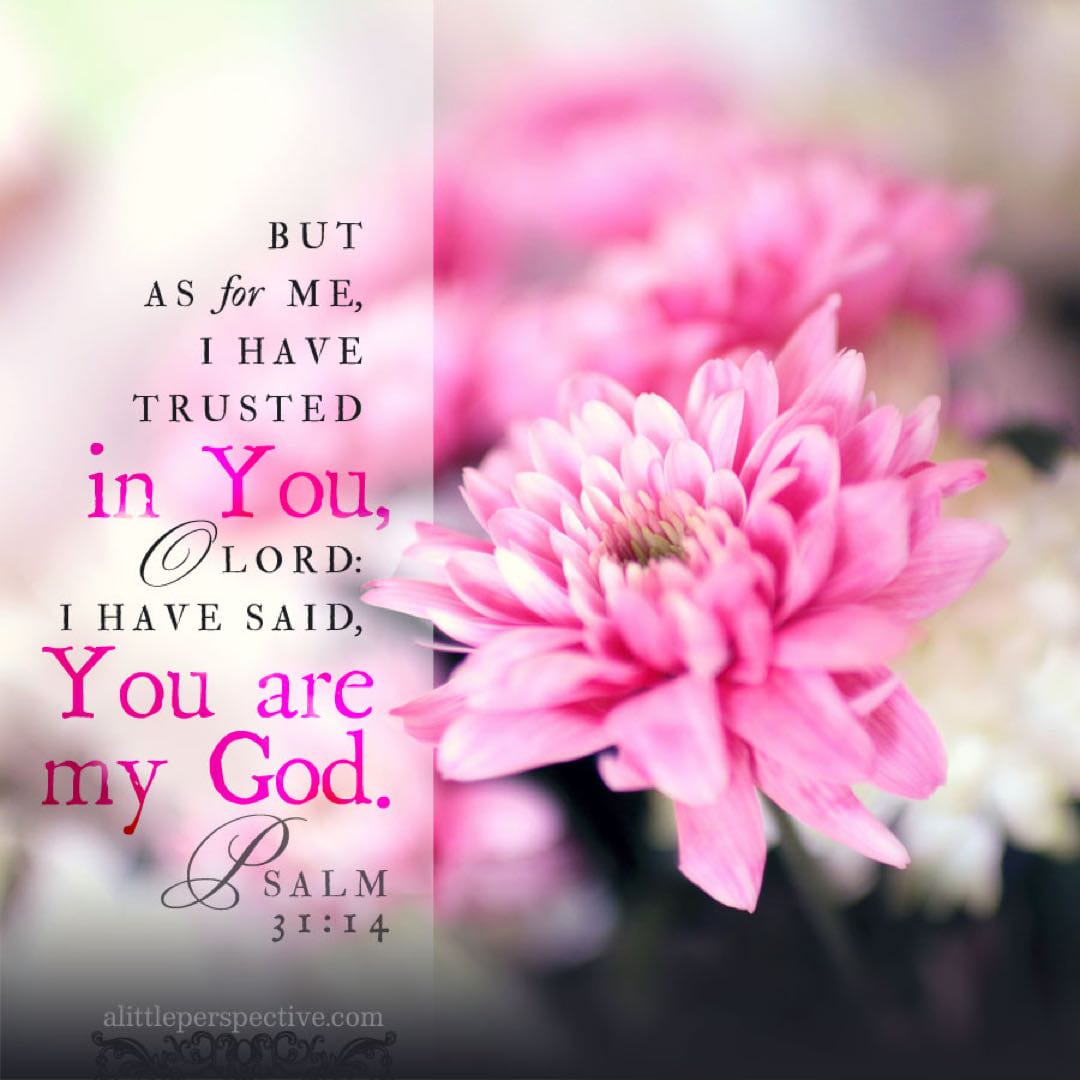 BUT
AS for ME,
I HAVE
TRUSTED
in You,
O LORD:
I HAVE SAID,
You are
my God.
PSALM
31:14
alittleperspective.com